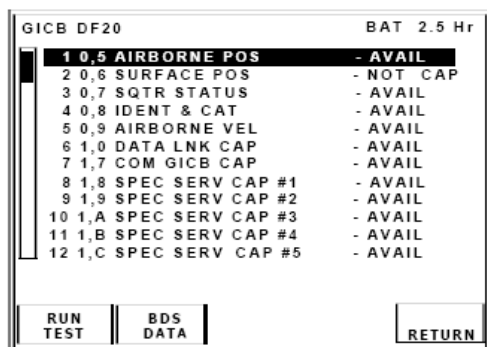 GICB DF20 BAT 2.5 Hr
1 0,5 AIRBORNE POS - AVAIL
2 0,6 SURFACE POS - NOT CAP
3 0,7 SQTR STATUS - AVAIL
4 0,8 IDENT & CAT - AVAIL
5 0,9 AIRBORNE VEL - AVAIL
6 1,0 DATA LNK CAP - AVAIL
7 1,7 COM GICB CAP - AVAIL
8 1,8 SPEC SERV CAP #1 - AVAIL
9 1,9 SPEC SERV CAP #2 - AVAIL
10 1,A SPEC SERV CAP #3 - AVAIL
11 1,B SPEC SERV CAP #4 - AVAIL
12 1,C SPEC SERV CAP #5 - AVAIL
RUN TEST
BDS DATA
RETURN